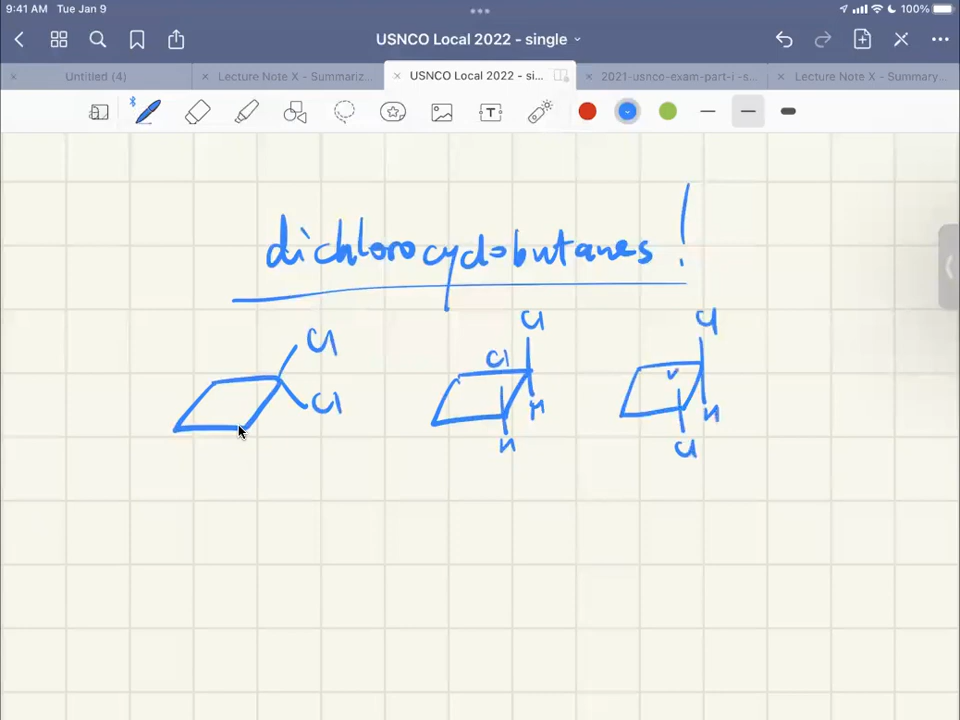 9:41 AM Tue Jan 9
100%
USNCO Local 2022 - single
Untitled (4)
Lecture Note X - Summariz...
USNCO Local 2022 - si...
2021-usnco-exam-part-i -s...
Lecture Note X - Summary...
T
dichlorocyclobutanes!
Cl
Cl
Cl
Cl
H
H
Cl
H
Cl